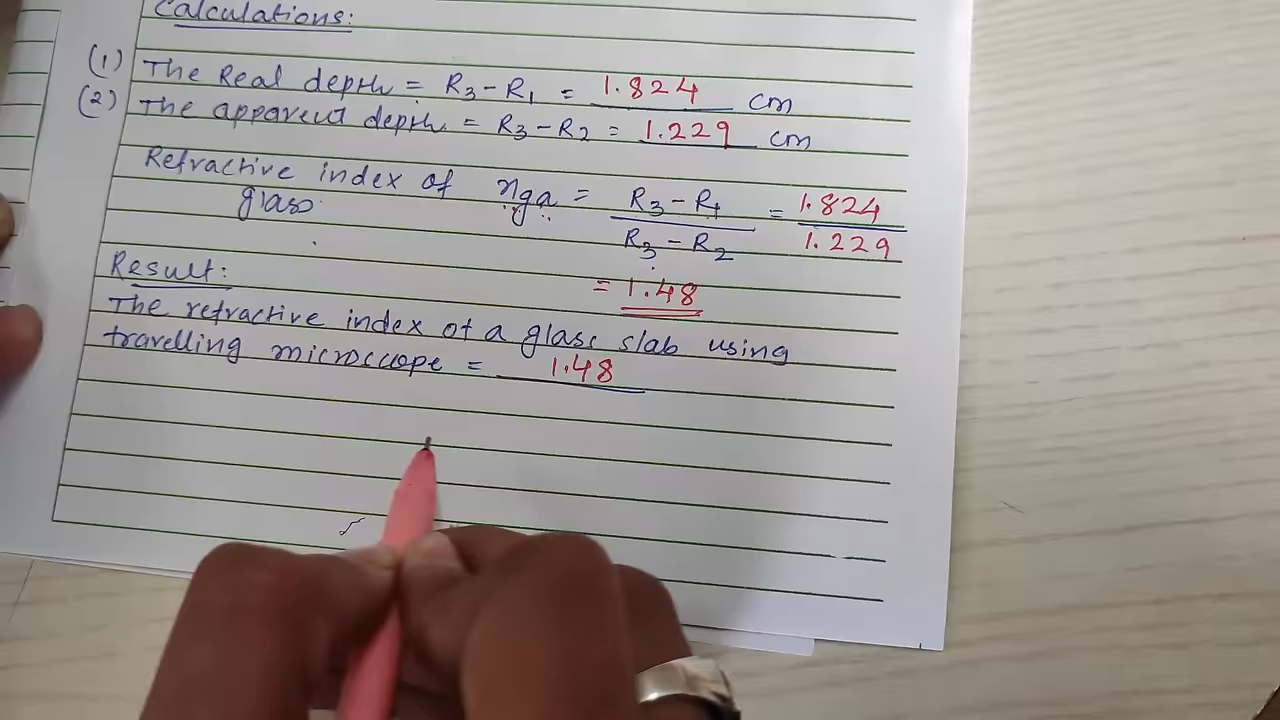 Calculations:
(1) The Real depth = R3 - R1 = 1.824 cm
(2) The apparent depth = R3 - R2 = 1.229 cm
Refractive index of glass nga = R3 - R1 / R3 - R2 = 1.824 / 1.229
= 1.48
Result:
The refractive index of a glass slab using
travelling microscope = 1.48